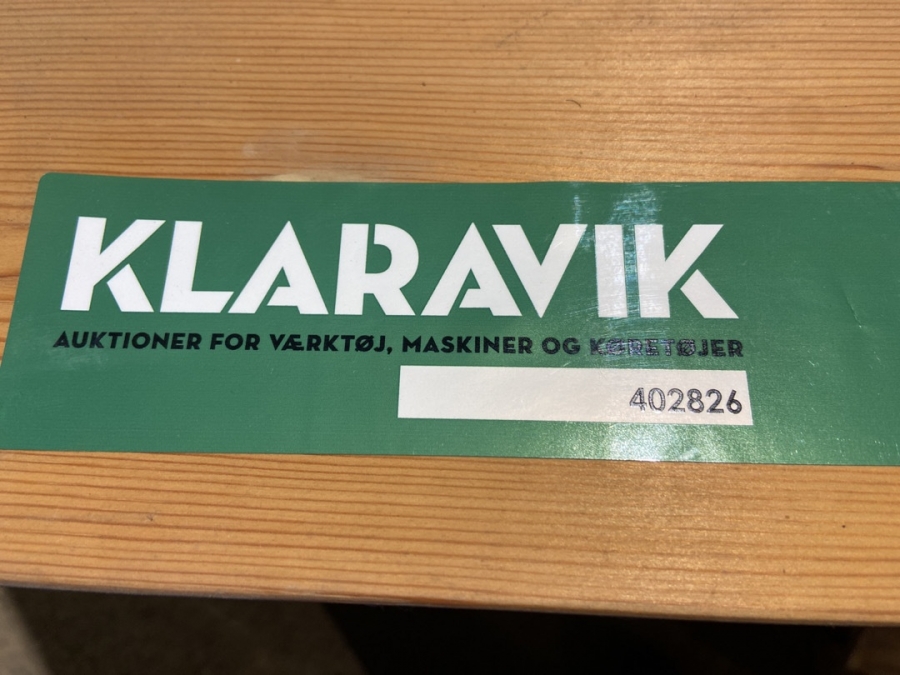 KLARAVIK
AUKTIONER FOR VÆRKTØJ, MASKINER OG KØRETØJER
402826